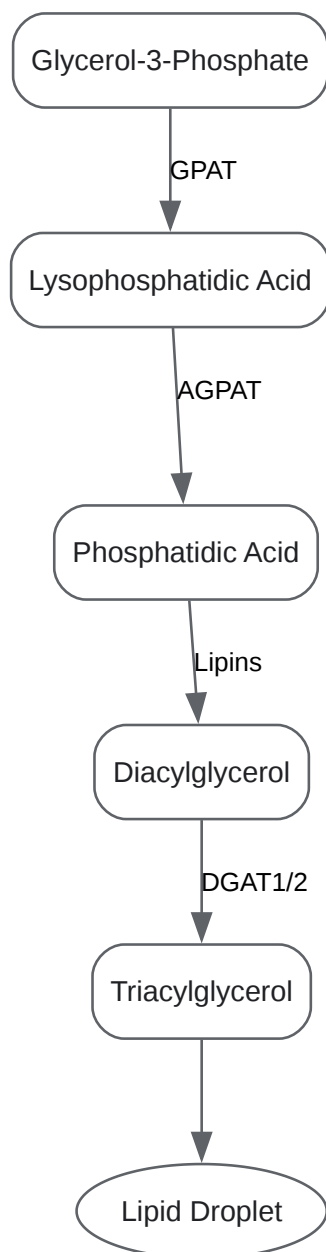 Glycerol-3-Phosphate
GPAT
Lysophosphatidic Acid
AGPAT
Phosphatidic Acid
Lipins
Diacylglycerol
DGAT1/2
Triacylglycerol
Lipid Droplet